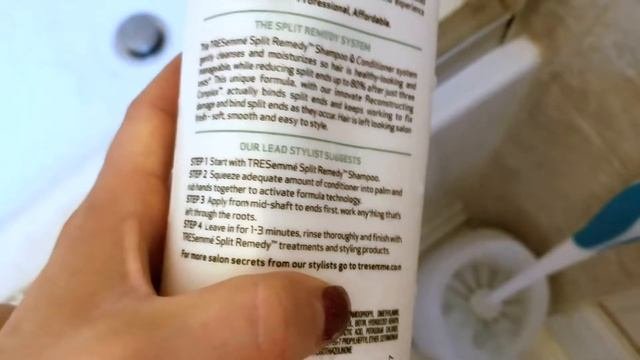 Professional, Affordable.
experience
THE SPLIT REMEDY SYSTEM
The TRESemmé Split Remedy™ Shampoo & Conditioner system
gently cleanses and moisturizes so hair is healthy-looking and
manageable, while reducing split ends up to 80% after just three
uses* This unique formula, with our innovate Reconstructing
Complex™ actually binds split ends and keeps working to fix
damage and bind split ends as they occur. Hair is left looking salon
fresh - soft, smooth and easy to style.
OUR LEAD STYLIST SUGGESTS
STEP 1 Start with TRESemmé Split Remedy™ Shampoo.
STEP 2 Squeeze adequate amount of conditioner into palm and
rub hands together to activate formula technology.
STEP 3 Apply from mid-shaft to ends first, work anything that's
left through the roots.
STEP 4 Leave in for 1-3 minutes, rinse thoroughly and finish with
TRESemmé Split Remedy™ treatments and styling products.
For more salon secrets from our stylists go to tresemme.com